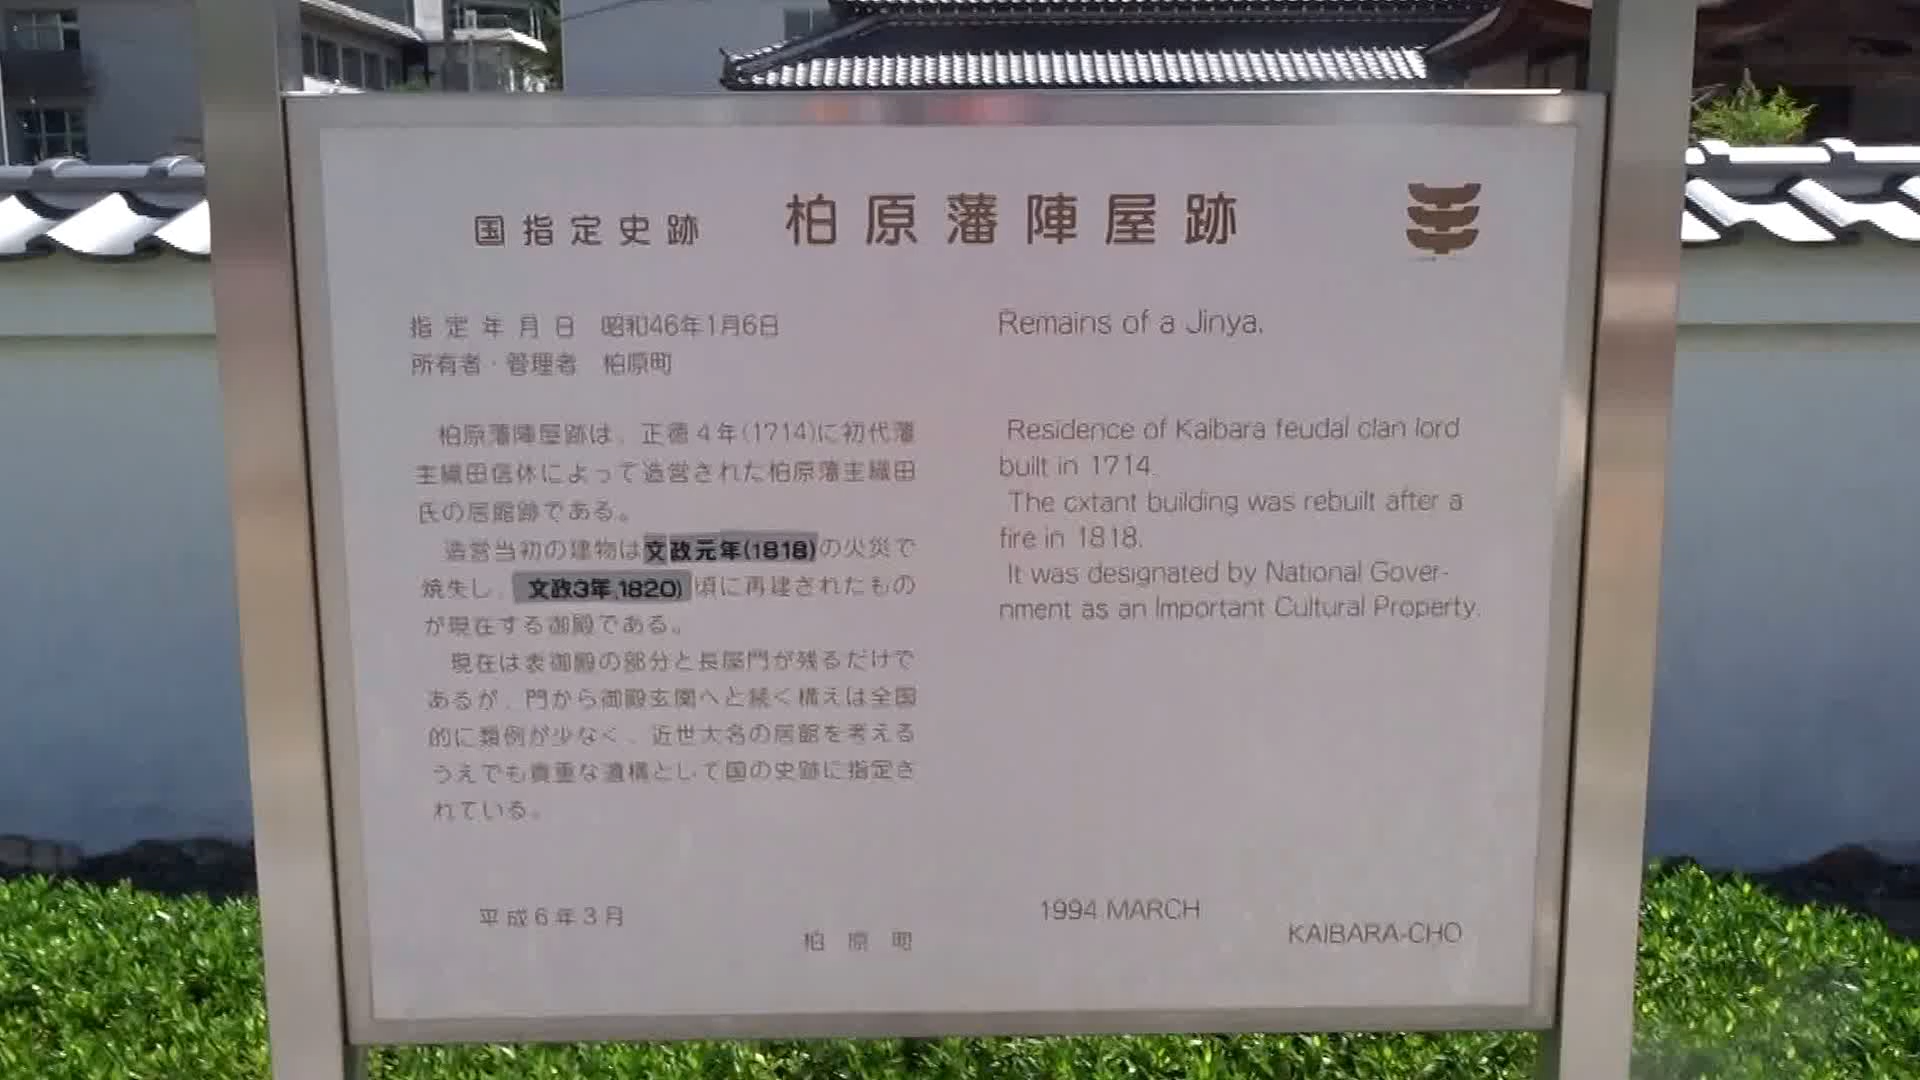 国指定史跡 柏原藩陣屋跡
指定年月日 昭和46年1月6日
所有者・管理者 柏原町
柏原藩陣屋跡は、正徳4年(1714)に初代藩
主織田信休によって造営された柏原藩主織田
氏の居館跡である。
造営当初の建物は文政元年(1818)の火災で
焼失し、文政3年,1820)頃に再建されたもの
が現在する御殿である。
現在は表御殿の部分と長屋門が残るだけで
あるが、門から御殿玄関へと続く構えは全国
的に類例が少なく、近世大名の居館を考える
うえでも貴重な遺構として国の史跡に指定さ
れている。
平成6年3月
柏原町
Remains of a Jinya.
Residence of Kaibara feudal clan lord
built in 1714.
The cxtant building was rebuilt after a
fire in 1818.
It was designated by National Gover-
nment as an Important Cultural Property.
1994 MARCH
KAIBARA-CHO